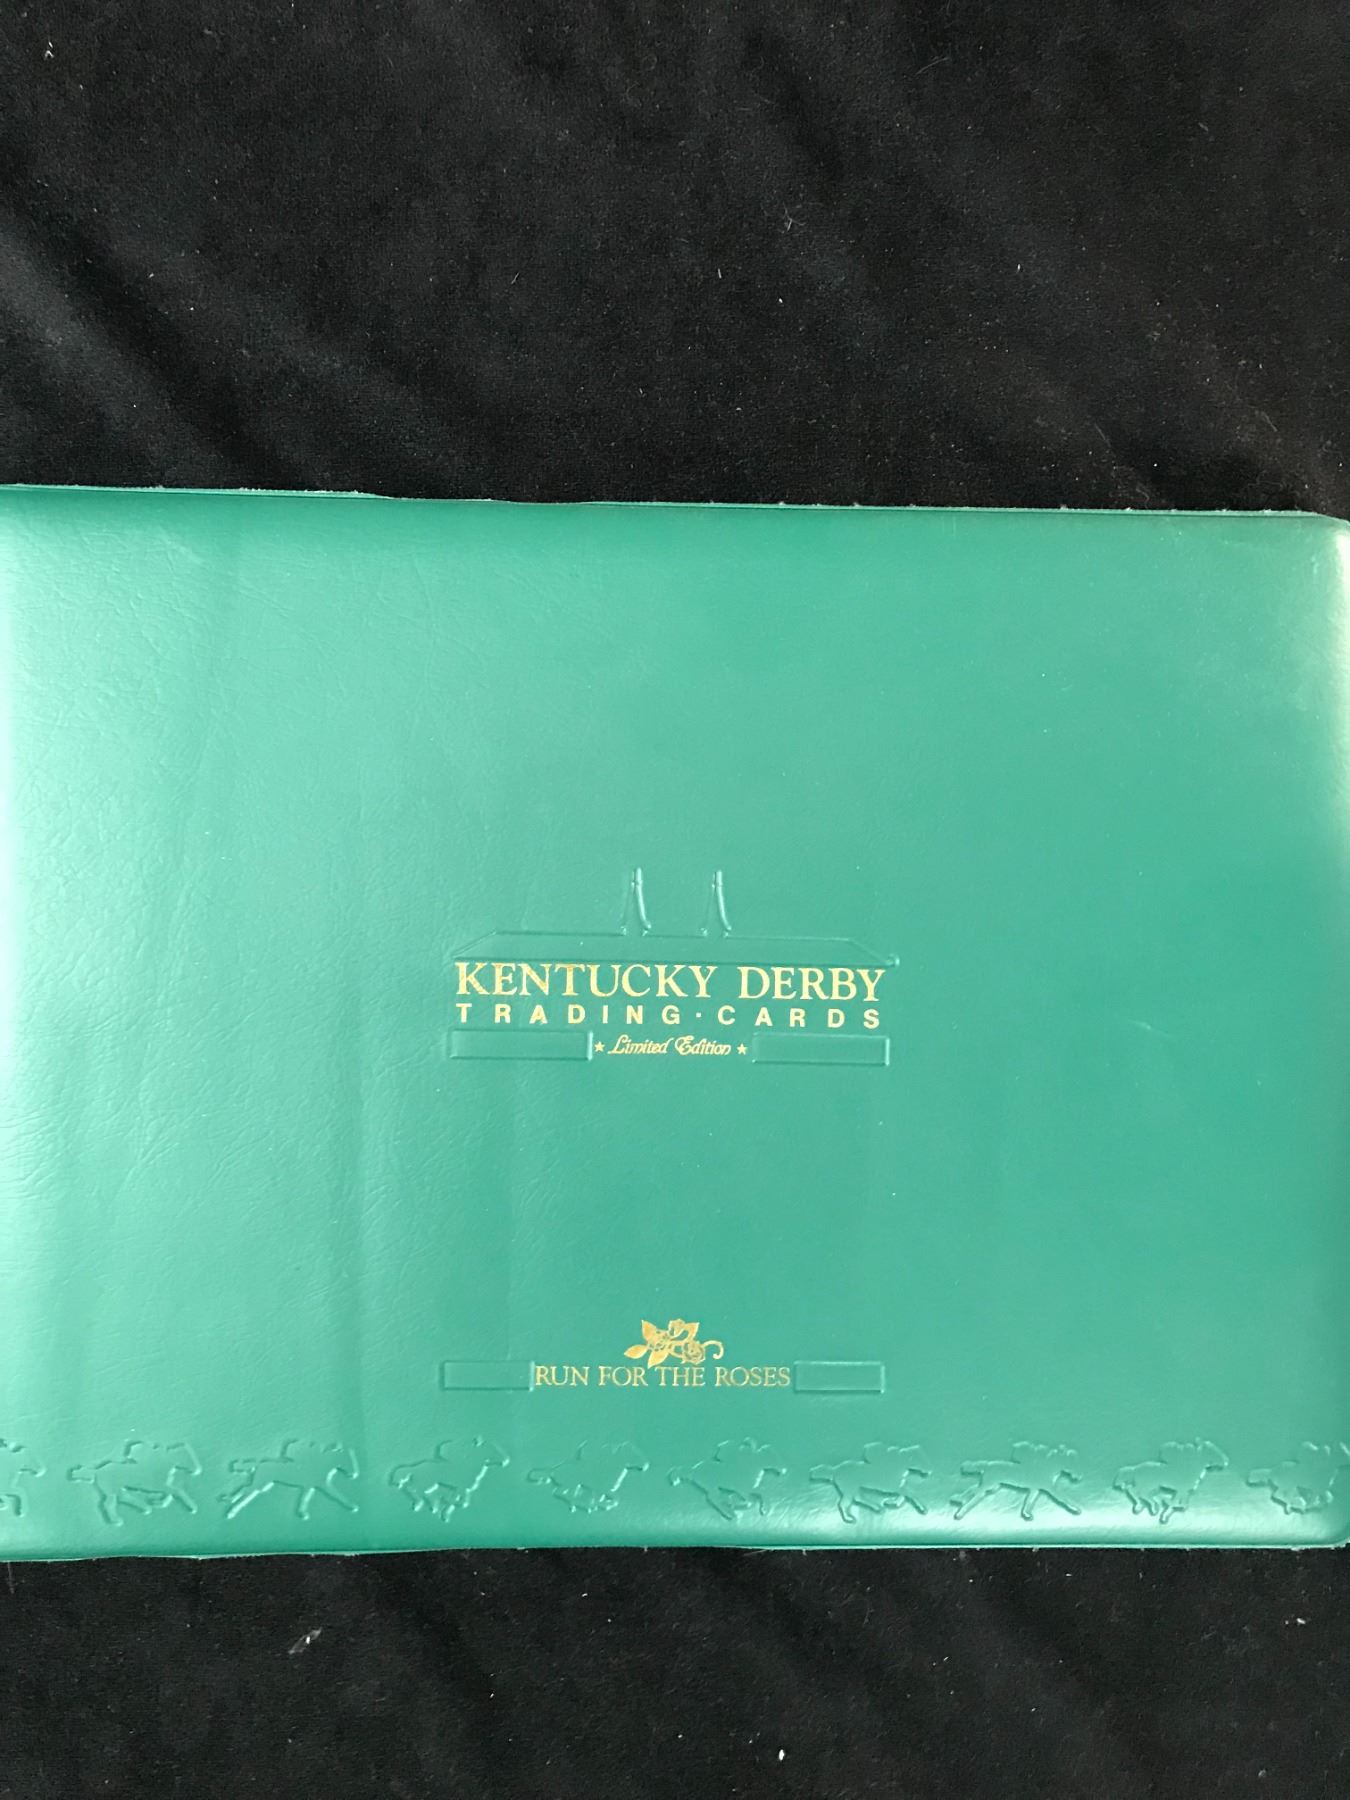 KENTUCKY DERBY
TRADING·CARDS
★ Limited Edition ★
RUN FOR THE ROSES